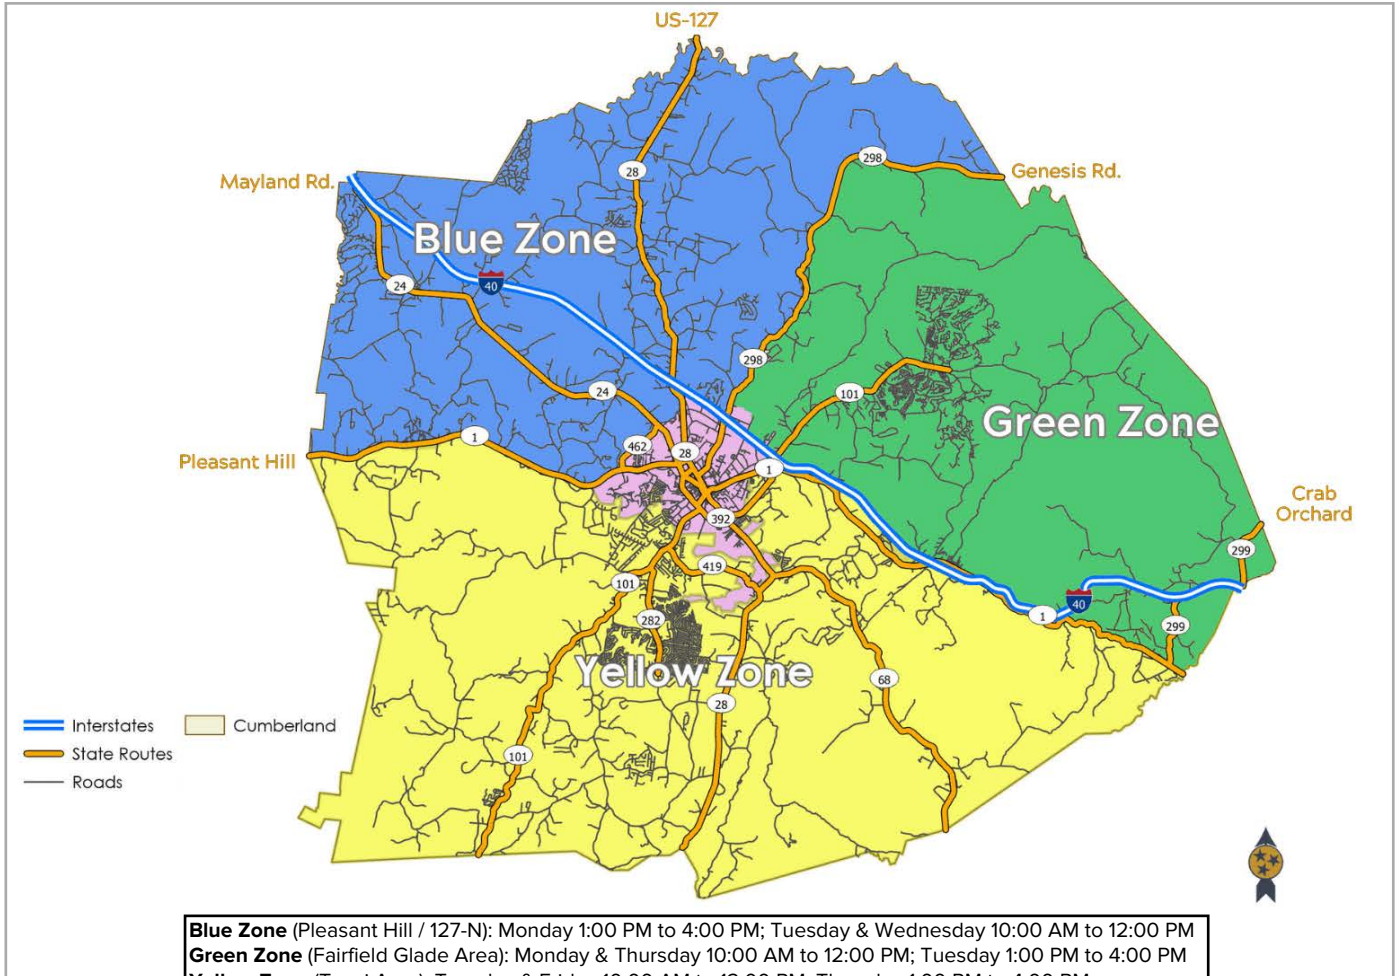 US-127
298
28
Genesis Rd.
Mayland Rd.
Blue Zone
24
40
298
24
101
Green Zone
1
462
28
Pleasant Hill
1
Crab
Orchard
392
299
419
101
40
282
1
299
Yellow Zone
68
28
Interstates
Cumberland
State Routes
101
Roads
Blue Zone (Pleasant Hill / 127-N): Monday 1:00 PM to 4:00 PM; Tuesday & Wednesday 10:00 AM to 12:00 PM
Green Zone (Fairfield Glade Area): Monday & Thursday 10:00 AM to 12:00 PM; Tuesday 1:00 PM to 4:00 PM